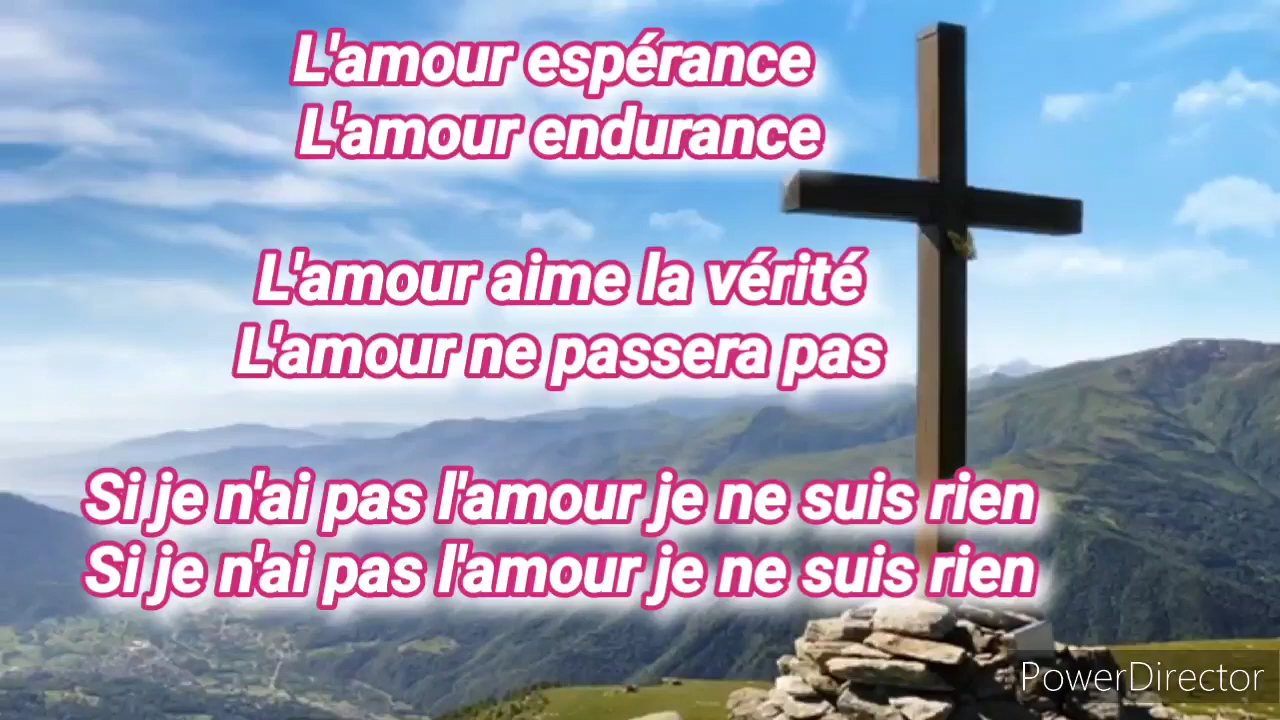 L'amour espérance
L'amour endurance
L'amour aime la vérité
L'amour ne passera pas
Si je n'ai pas l'amour je ne suis rien
Si je n'ai pas l'amour je ne suis rien
PowerDirector